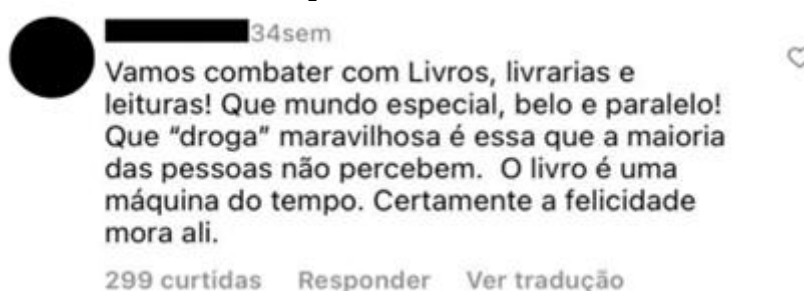 34sem
Vamos combater com Livros, livrarias e
leituras! Que mundo especial, belo e paralelo!
Que “droga” maravilhosa é essa que a maioria
das pessoas não percebem.  O livro é uma
máquina do tempo. Certamente a felicidade
mora ali.
299 curtidas Responder Ver tradução